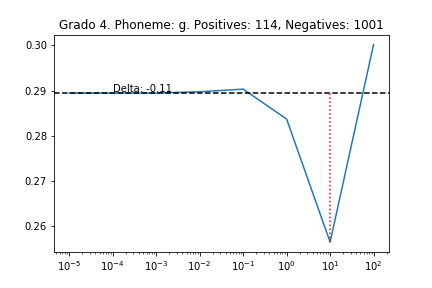 Grado 4. Phoneme: g. Positives: 114, Negatives: 1001
0.30
0.29
Delta: -0.11
0.28
0.27
0.26
10⁻⁵ 10⁻⁴ 10⁻³ 10⁻² 10⁻¹ 10⁰ 10¹ 10²